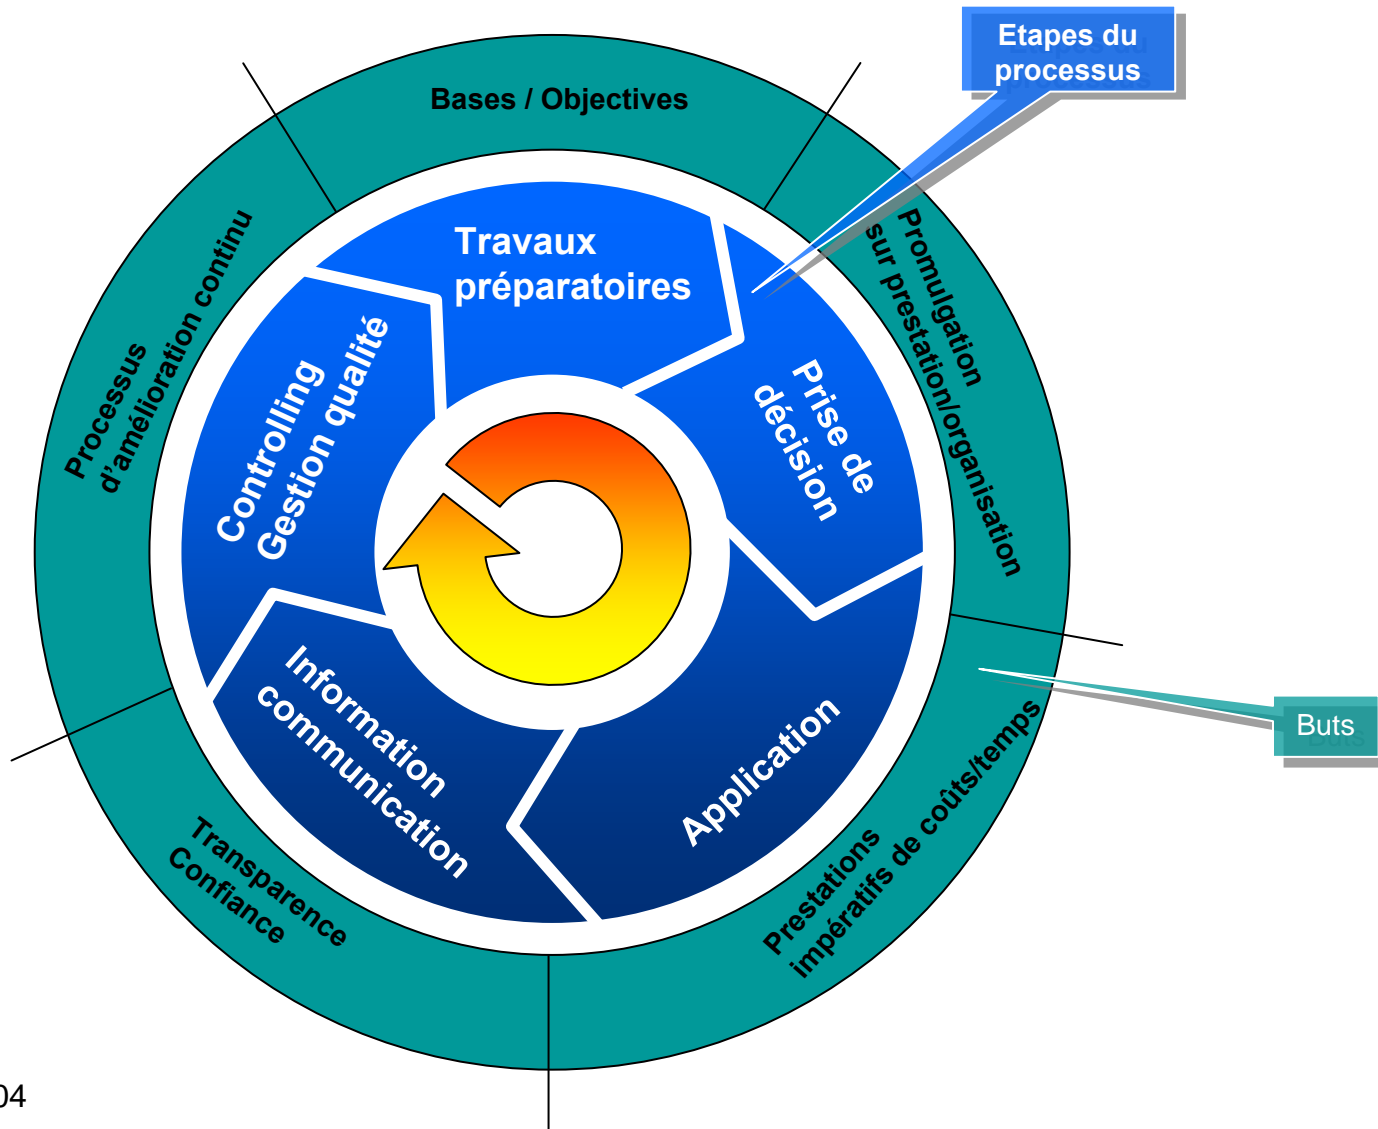 Etapes du
processus
Bases / Objectives
Promulgation
sur prestation/organisation
Travaux
préparatoires
Prise de
décision
Processus
d'amélioration continu
Controlling
Gestion qualité
Information
communication
Application
Buts
Prestations
impératifs de coûts/temps
Transparence
Confiance
04